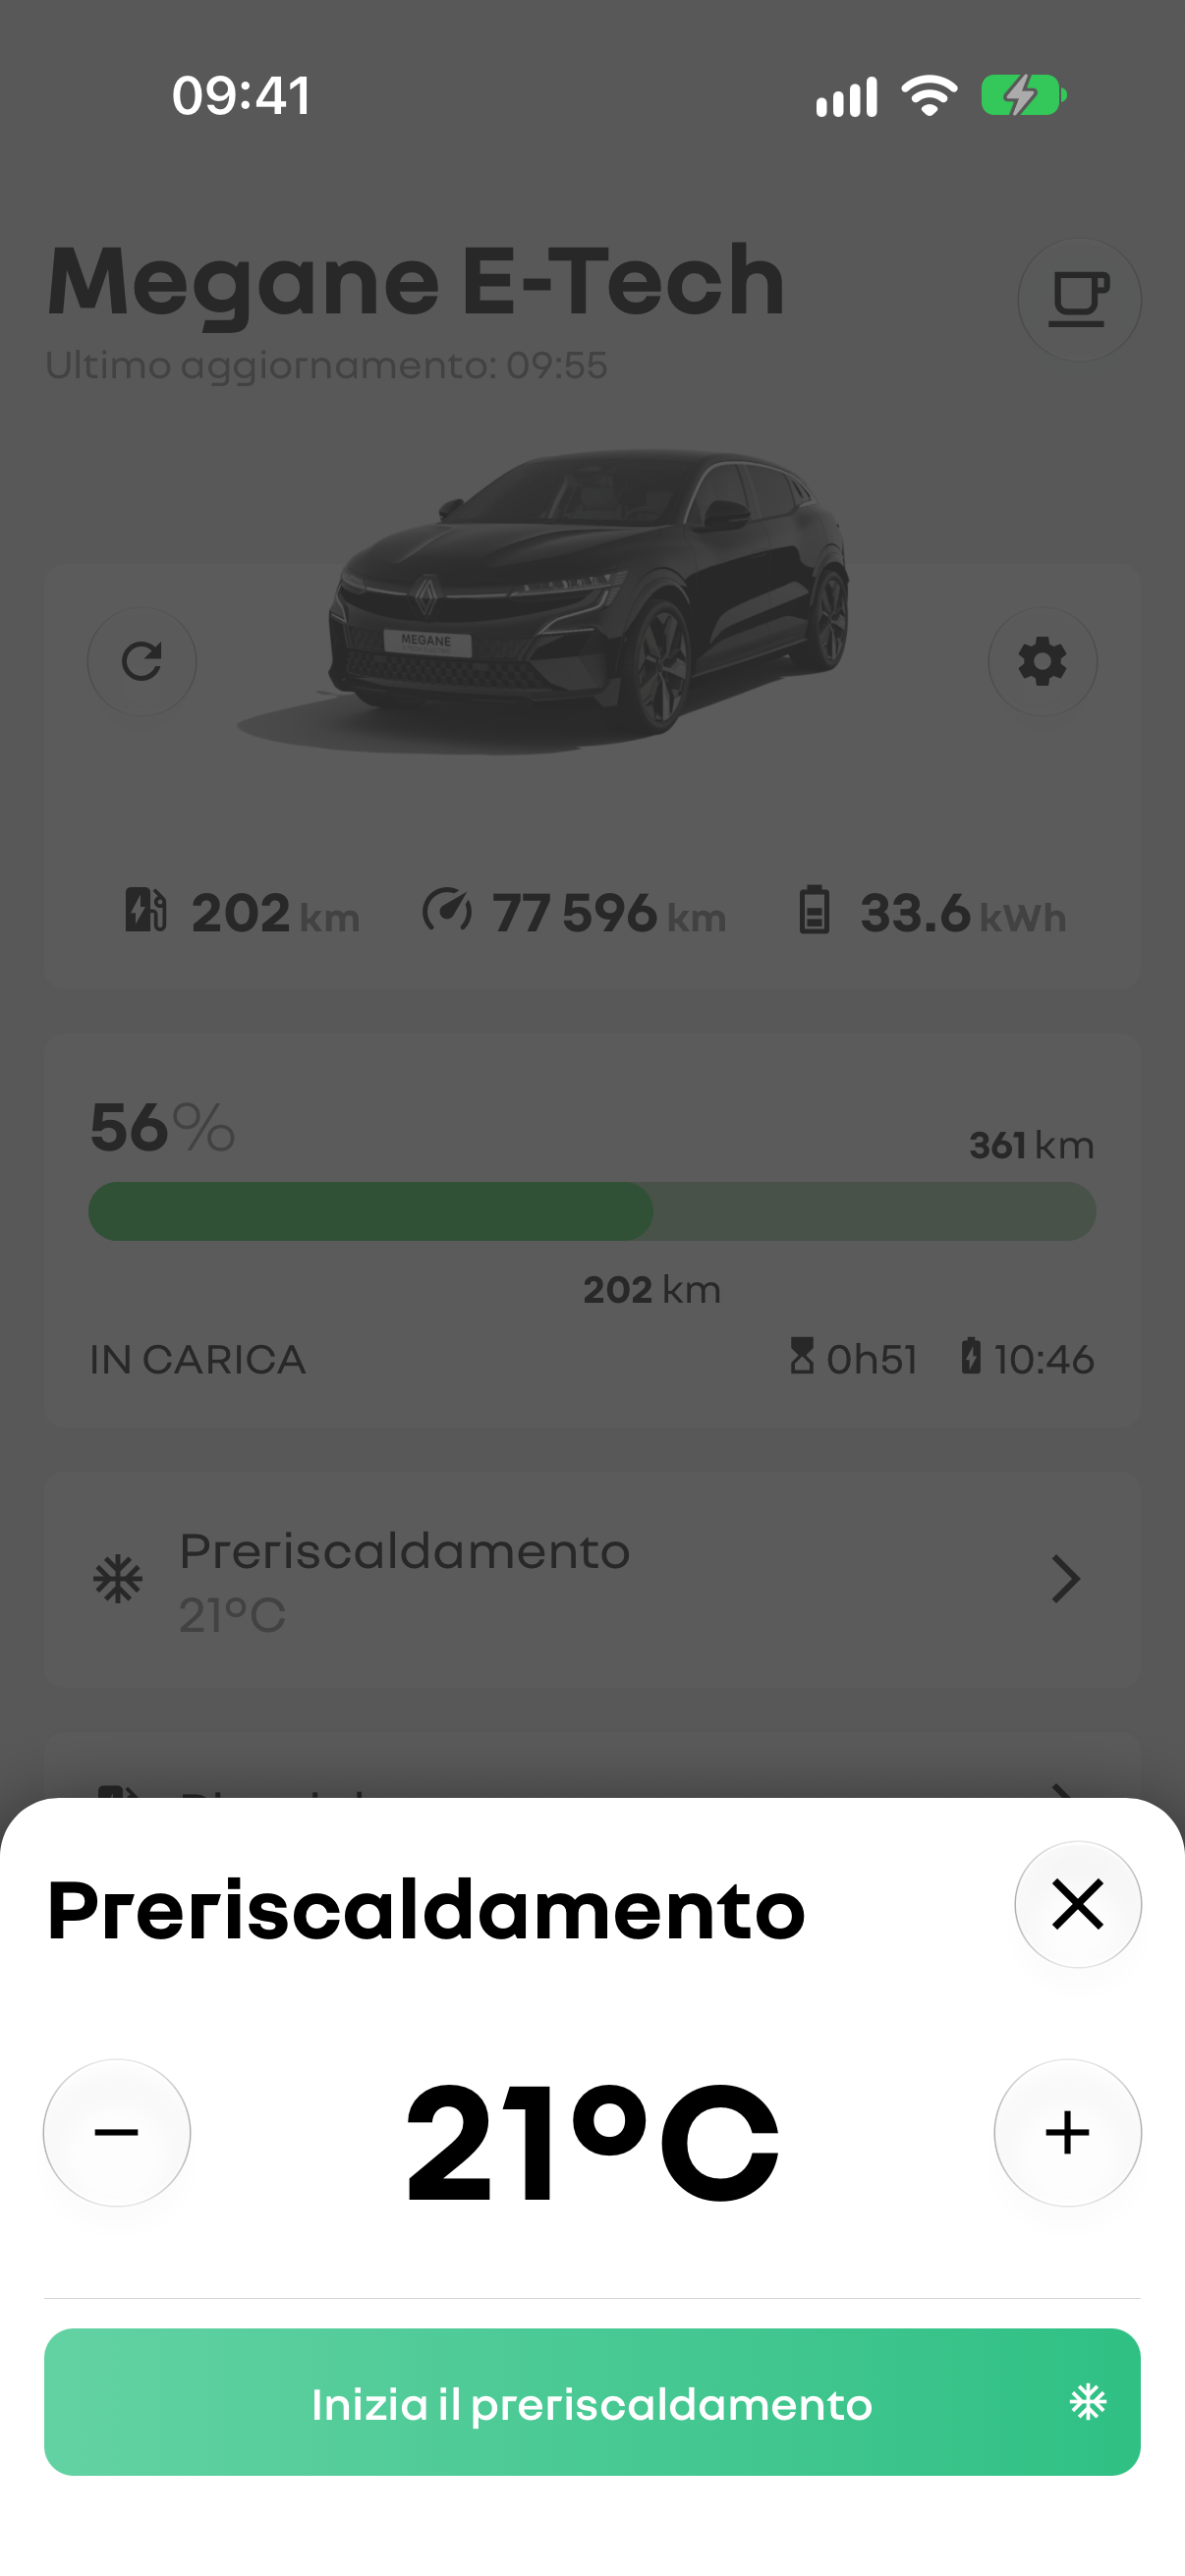 09:41
Megane E-Tech
Ultimo aggiornamento: 09:55
MEGANE
202 km 77 596 km 33.6 kWh
56%
361 km
202 km
IN CARICA 0h51 10:46
Preriscaldamento
21°C
Preriscaldamento
21°C
Inizia il preriscaldamento